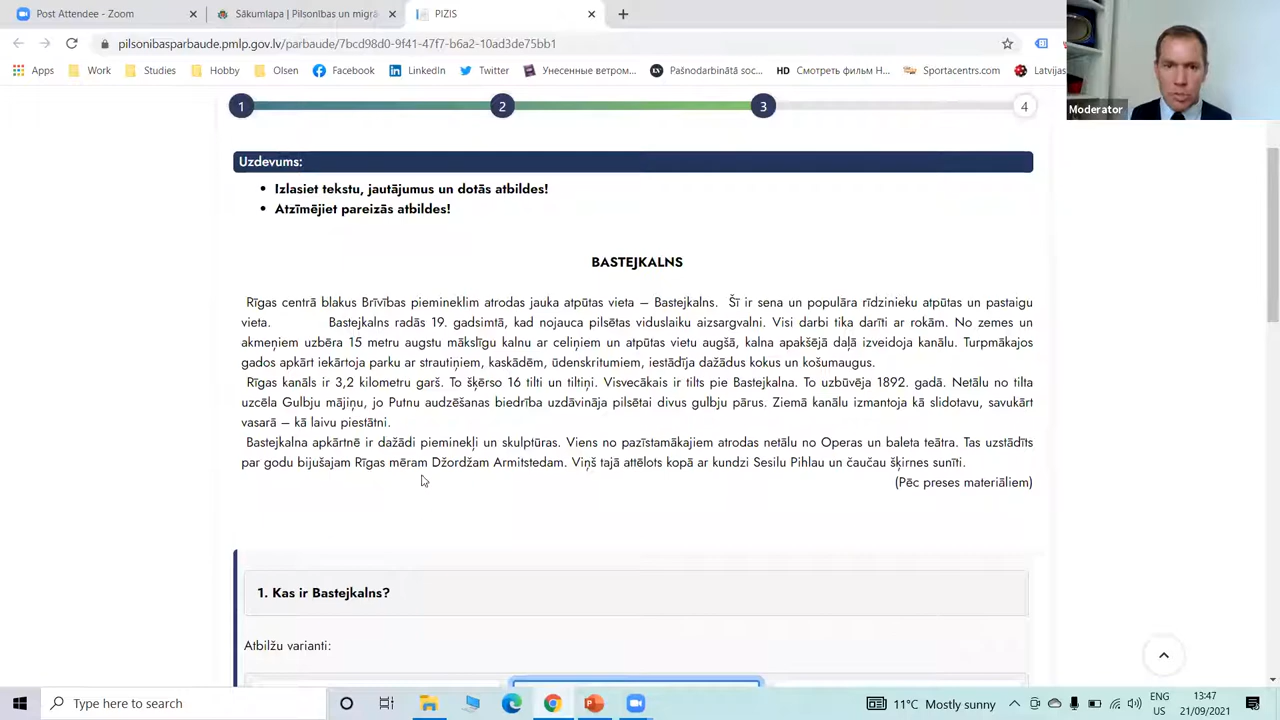 Post Attendee - Zoom
Sākumlapa | Pilsonības un migrā
PIZIS
pilsonibasparbaude.pmlp.gov.lv/parbaude/
9f41-47f7-b6a2-10ad3de75bb1
Apps Work Studies Hobby Olsen Facebook LinkedIn Twitter Унесенные ветром... Pašnodarbinātā soc... HD Смотреть фильм Н... Sportacentrs.com Latvijas
Moderator
1 2 3 4
Uzdevums:
• Izlasiet tekstu, jautājumus un dotās atbildes!
• Atzīmējiet pareizās atbildes!
BASTEJKALNS
Rīgas centrā blakus Brīvības piemineklim atrodas jauka atpūtas vieta – Bastejkalns. Šī ir sena un populāra rīdzinieku atpūtas un pastaigu
vieta. Bastejkalns radās 19. gadsimtā, kad nojauca pilsētas viduslaiku aizsargvalni. Visi darbi tika darīti ar rokām. No zemes un
akmeņiem uzbēra 15 metru augstu mākslīgu kalnu ar celiņiem un atpūtas vietu augšā, kalna apakšējā daļā izveidoja kanālu. Turpmākajos
gados apkārt iekārtoja parku ar strautiņiem, kaskādēm, ūdenskritumiem, iestādīja dažādus kokus un košumaugus.
Rīgas kanāls ir 3,2 kilometru garš. To šķērso 16 tilti un tiltiņi. Visvecākais ir tilts pie Bastejkalna. To uzbūvēja 1892. gadā. Netālu no tilta
uzcēla Gulbju mājiņu, jo Putnu audzēšanas biedrība uzdāvināja pilsētai divus gulbju pārus. Ziemā kanālu izmantoja kā slidotavu, savukārt
vasarā – kā laivu piestātni.
Bastejkalna apkārtnē ir dažādi pieminekļi un skulptūras. Viens no pazīstamākajiem atrodas netālu no Operas un baleta teātra. Tas uzstādīts
par godu bijušajam Rīgas mēram Džordžam Armitstedam. Viņš tajā attēlots kopā ar kundzi Sesilu Pihlau un čaučau šķirnes sunīti.
(Pēc preses materiāliem)
1. Kas ir Bastejkalns?
Atbilžu varianti:
Type here to search
11°C Mostly sunny
ENG
US
13:47
21/09/2021